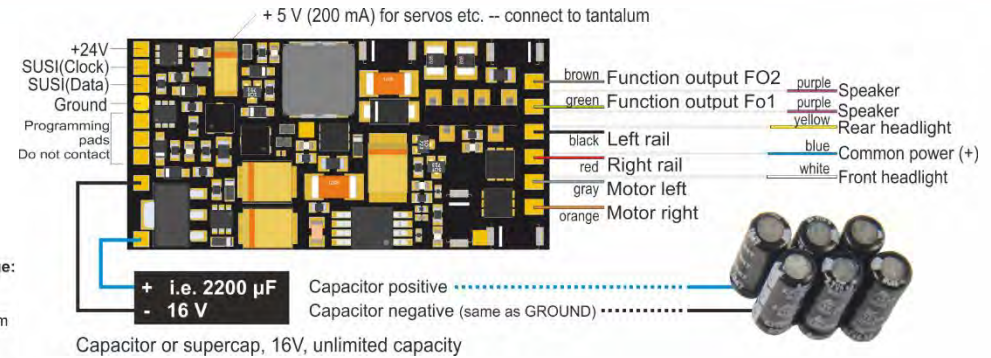 + 5 V (200 mA) for servos etc. -- connect to tantalum
+24V
SUSI(Clock)
SUSI(Data)
Ground
Programming
pads
Do not contact
brown Function output FO2
green Function output Fo1
black Left rail
red Right rail
gray Motor left
orange Motor right
purple Speaker
purple Speaker
yellow Rear headlight
blue Common power (+)
white Front headlight
ge:
m
+ i.e. 2200 µF
- 16 V
Capacitor positive
Capacitor negative (same as GROUND)
Capacitor or supercap, 16V, unlimited capacity